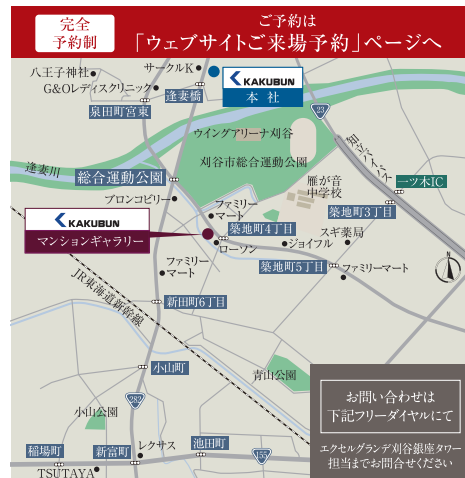 完全
予約制
ご予約は
「ウェブサイトご来場予約」ページへ
八王子神社
サークルK
KAKUBUN
本社
G&Oレディスクリニック
逢妻橋
泉田町宮東
23
ウイングアリーナ刈谷
知立バイパス
刈谷市総合運動公園
逢妻川
総合運動公園
雁が音
中学校
一ツ木IC
ブロンコビリー
ファミリー
マート
築地町3丁目
KAKUBUN
マンションギャラリー
築地町4丁目
スギ薬局
ローソン
ジョイフル
ファミリー
マート
築地町5丁目
ファミリーマート
N
JR東海道新幹線
新田町6丁目
小山町
青山公園
282
小山公園
お問い合わせは
下記フリーダイヤルにて
稲場町
新富町
レクサス
池田町
155
エクセルグランデ刈谷銀座タワー
担当までお問合せください
TSUTAYA